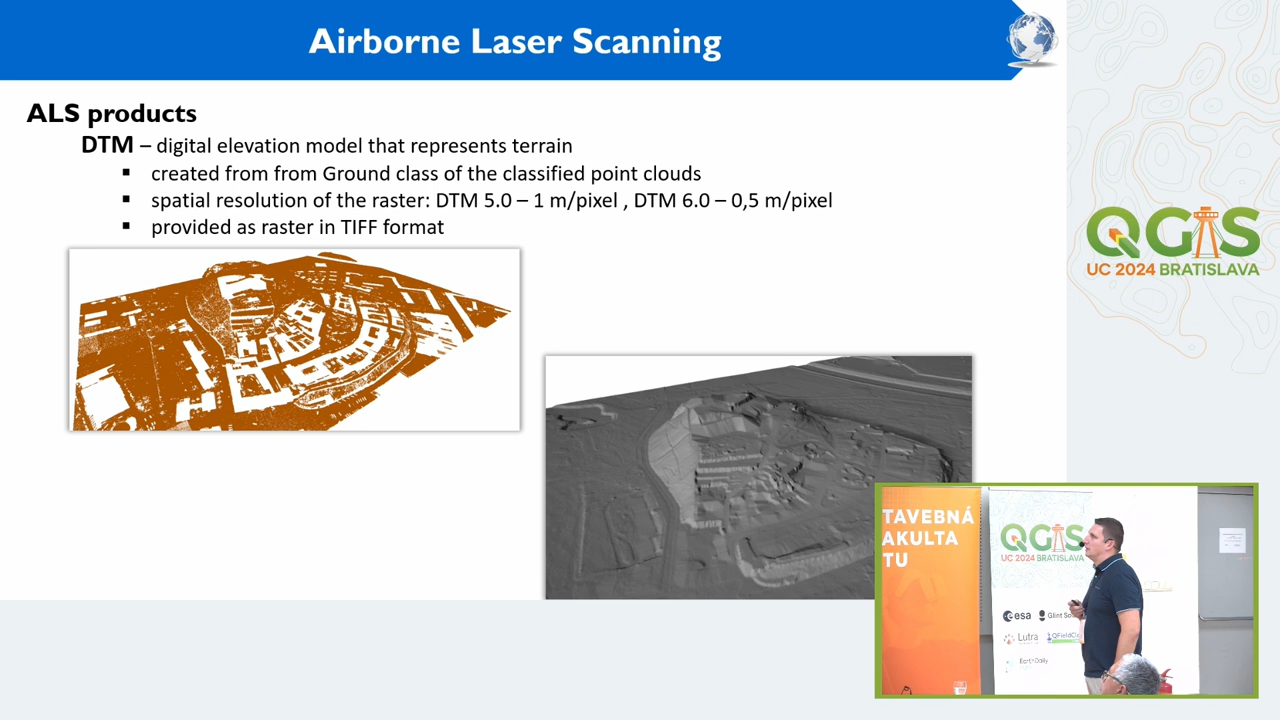 Airborne Laser Scanning
ALS products
DTM – digital elevation model that represents terrain
▪ created from from Ground class of the classified point clouds
▪ spatial resolution of the raster: DTM 5.0 – 1 m/pixel , DTM 6.0 – 0,5 m/pixel
▪ provided as raster in TIFF format
QGIS
UC 2024 BRATISLAVA
TAVEBNÁ
AKULTA
TU
QGIS
UC 2024 BRATISLAVA
esa
Glint
Lutra
QFieldCl
EarthDaily